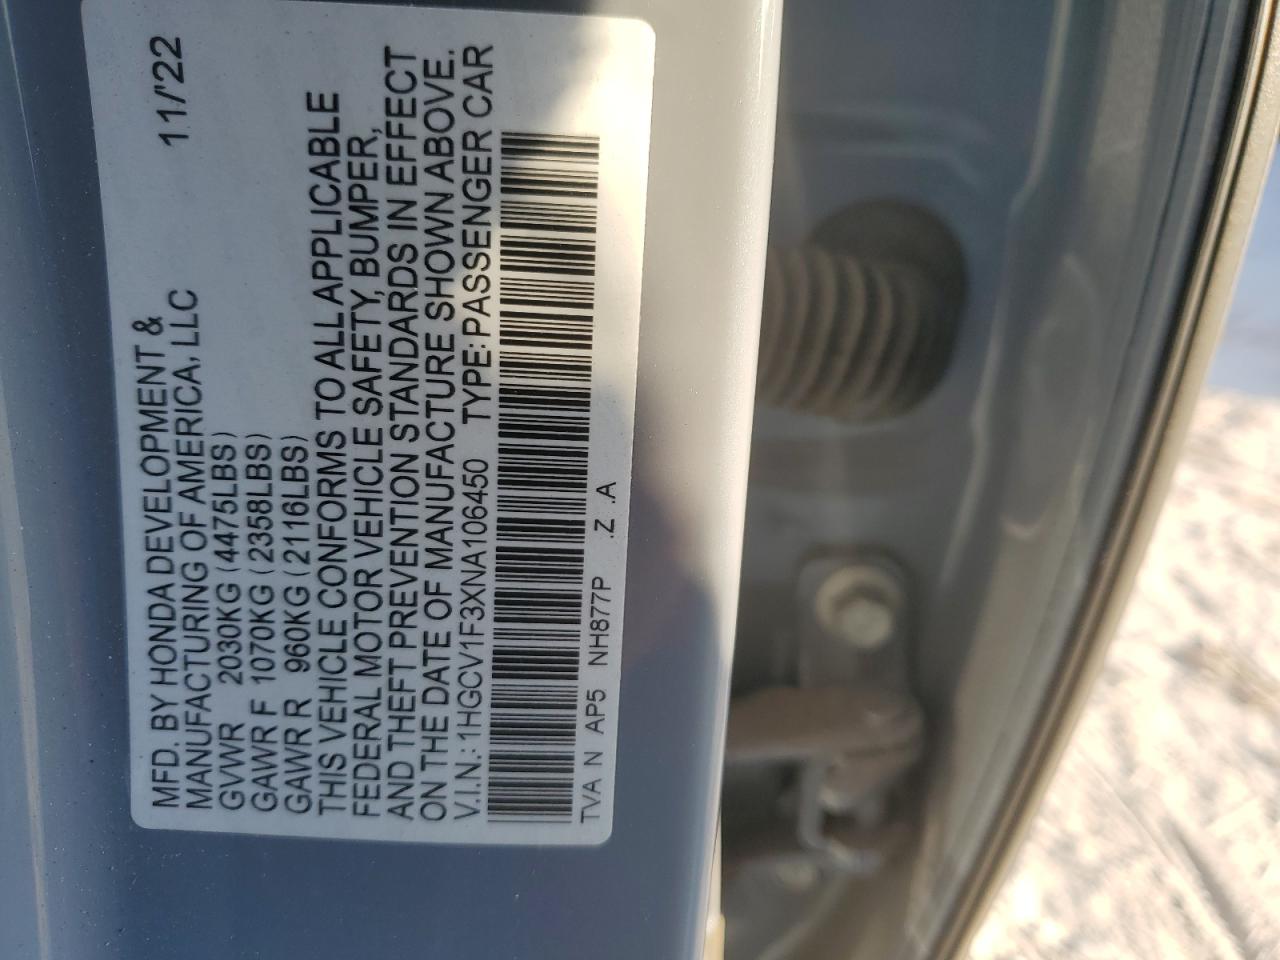 MFD. BY HONDA DEVELOPMENT &
MANUFACTURING OF AMERICA, LLC 11/'22
GVWR 2030KG (4475LBS)
GAWR F 1070KG (2358LBS)
GAWR R 960KG (2116LBS)
THIS VEHICLE CONFORMS TO ALL APPLICABLE
FEDERAL MOTOR VEHICLE SAFETY, BUMPER,
AND THEFT PREVENTION STANDARDS IN EFFECT
ON THE DATE OF MANUFACTURE SHOWN ABOVE.
V.I.N.: 1HGCV1F3XNA106450 TYPE: PASSENGER CAR
TVA N AP5 NH877P .Z .A